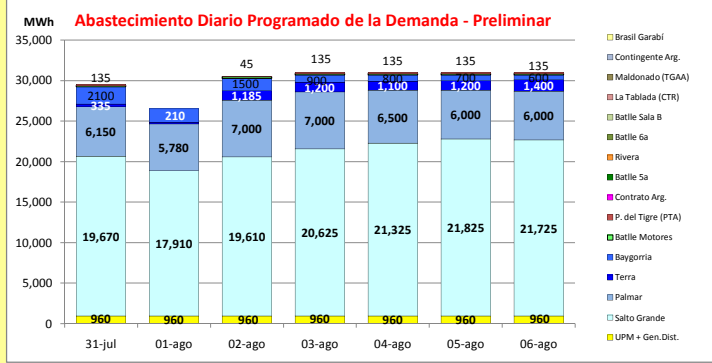 MWh
Abastecimiento Diario Programado de la Demanda - Preliminar
35,000
30,000
25,000
20,000
15,000
10,000
5,000
0
135
2100
335
6,150
19,670
960
210
5,780
17,910
960
45
1500
1,185
7,000
19,610
960
135
900
1,200
7,000
20,625
960
135
800
1,100
6,500
21,325
960
135
700
1,200
6,000
21,825
960
135
600
1,400
6,000
21,725
960
31-jul
01-ago
02-ago
03-ago
04-ago
05-ago
06-ago
Brasil Garabí
Contingente Arg.
Maldonado (TGAA)
La Tablada (CTR)
Batlle Sala B
Batlle 6a
Rivera
Batlle 5a
Contrato Arg.
P. del Tigre (PTA)
Batlle Motores
Baygorria
Terra
Palmar
Salto Grande
UPM + Gen.Dist.